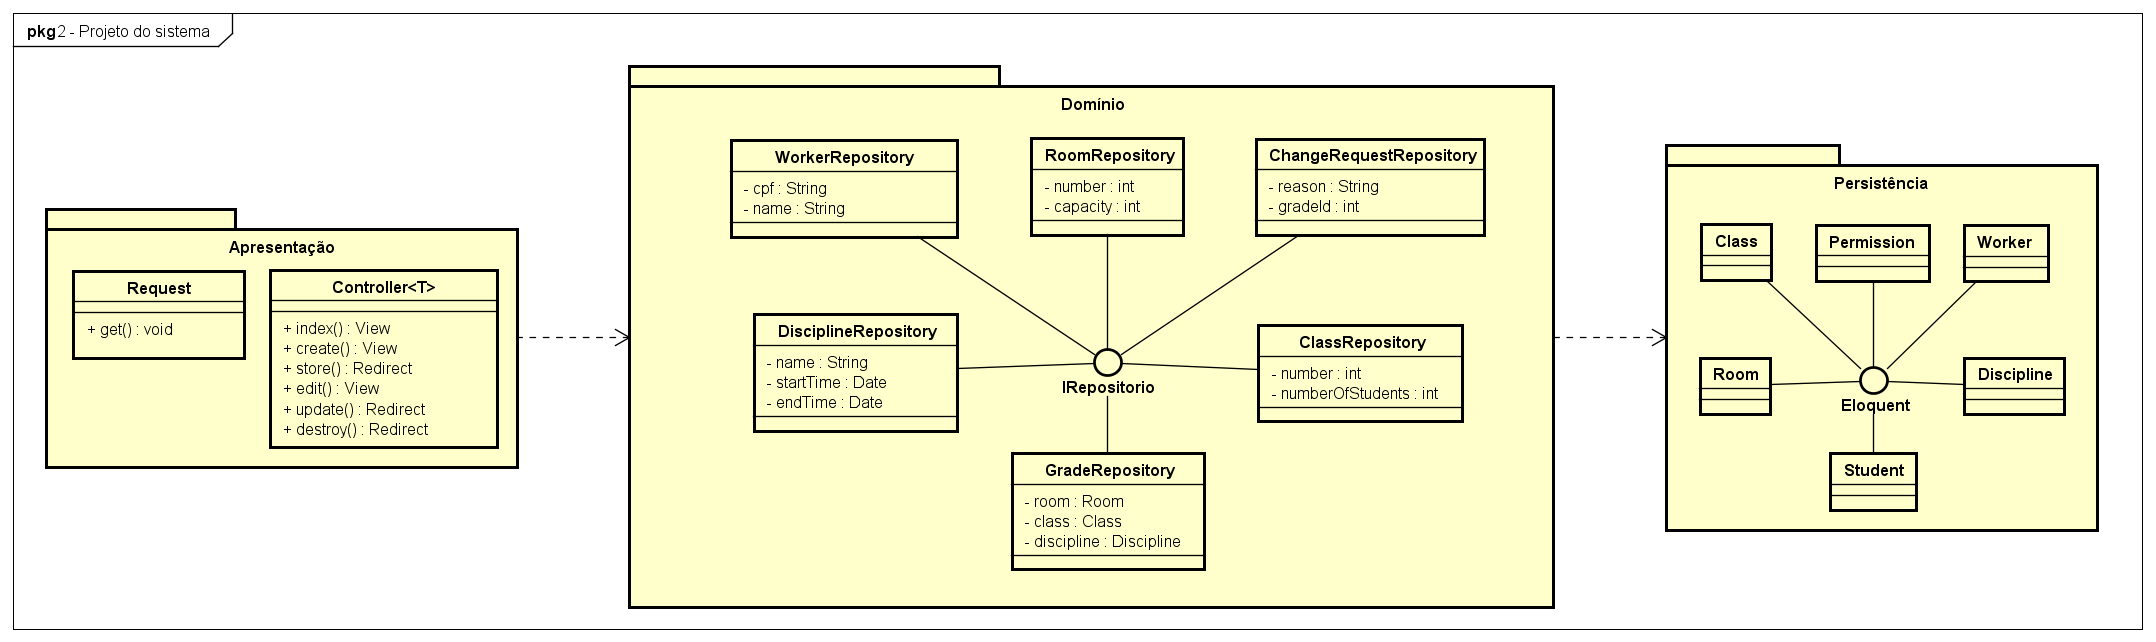 pkg 2 - Projeto do sistema
Apresentação
Request
+ get() : void
Controller<T>
+ index() : View
+ create() : View
+ store() : Redirect
+ edit() : View
+ update() : Redirect
+ destroy() : Redirect
Domínio
WorkerRepository
- cpf : String
- name : String
RoomRepository
- number : int
- capacity : int
ChangeRequestRepository
- reason : String
- gradeId : int
DisciplineRepository
- name : String
- startTime : Date
- endTime : Date
IRepositorio
ClassRepository
- number : int
- numberOfStudents : int
GradeRepository
- room : Room
- class : Class
- discipline : Discipline
Persistência
Class
Permission
Worker
Room
Eloquent
Discipline
Student